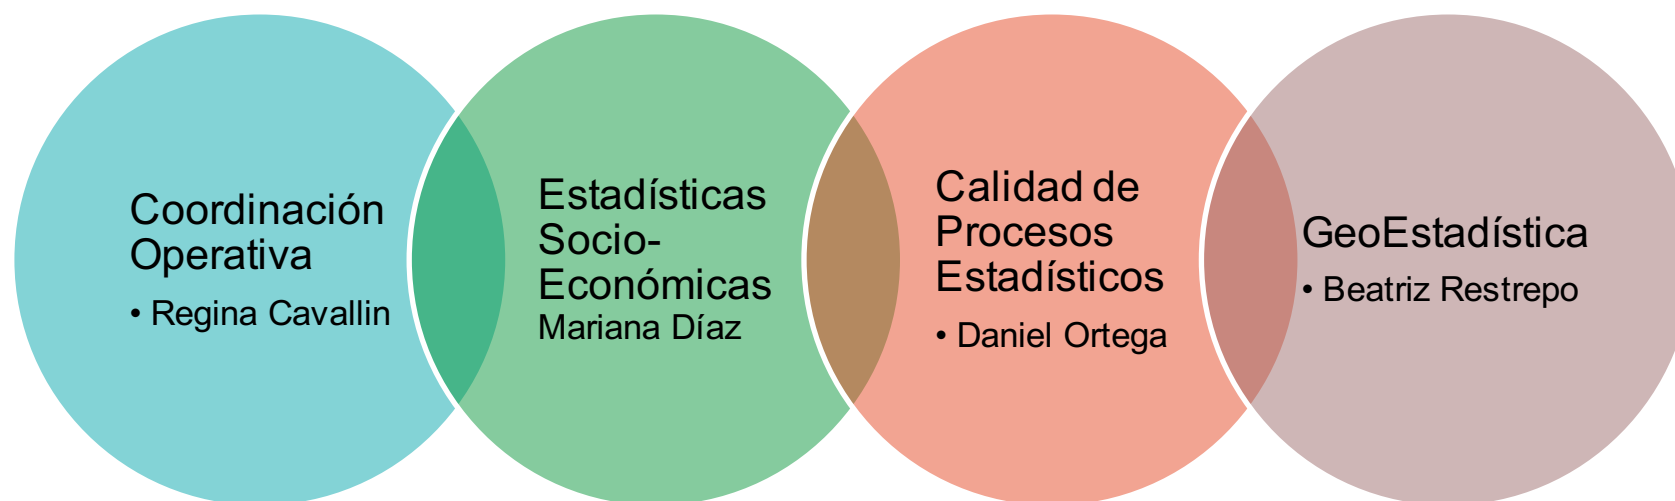 Coordinación
Operativa
• Regina Cavallin
Estadísticas
Socio-
Económicas
Mariana Díaz
Calidad de
Procesos
Estadísticos
• Daniel Ortega
GeoEstadística
• Beatriz Restrepo